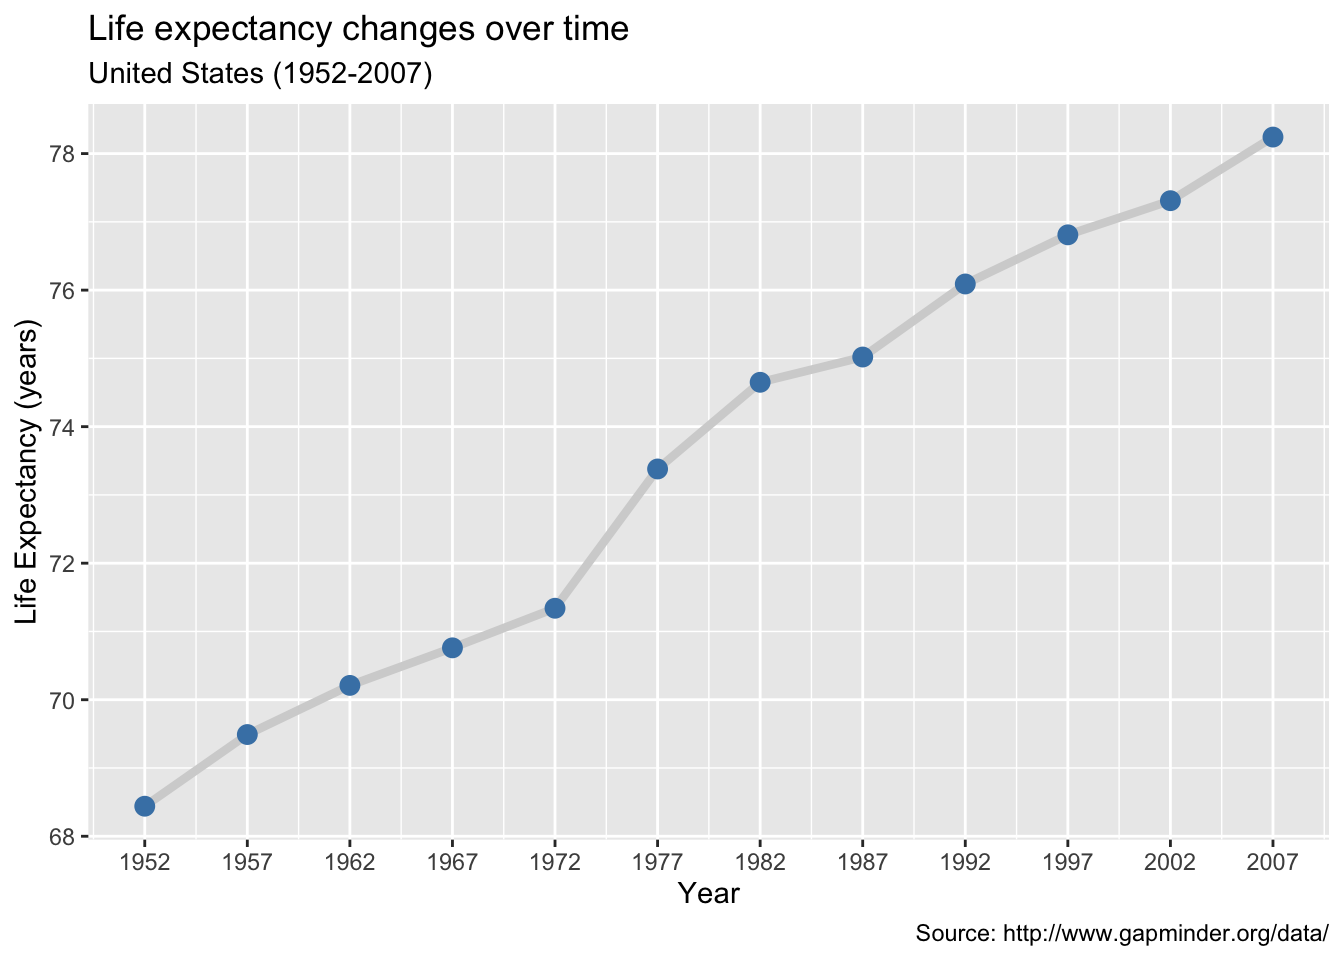 Life expectancy changes over time
United States (1952-2007)
Life Expectancy (years)
78
76
74
72
70
68
1952 1957 1962 1967 1972 1977 1982 1987 1992 1997 2002 2007
Year
Source: http://www.gapminder.org/data/